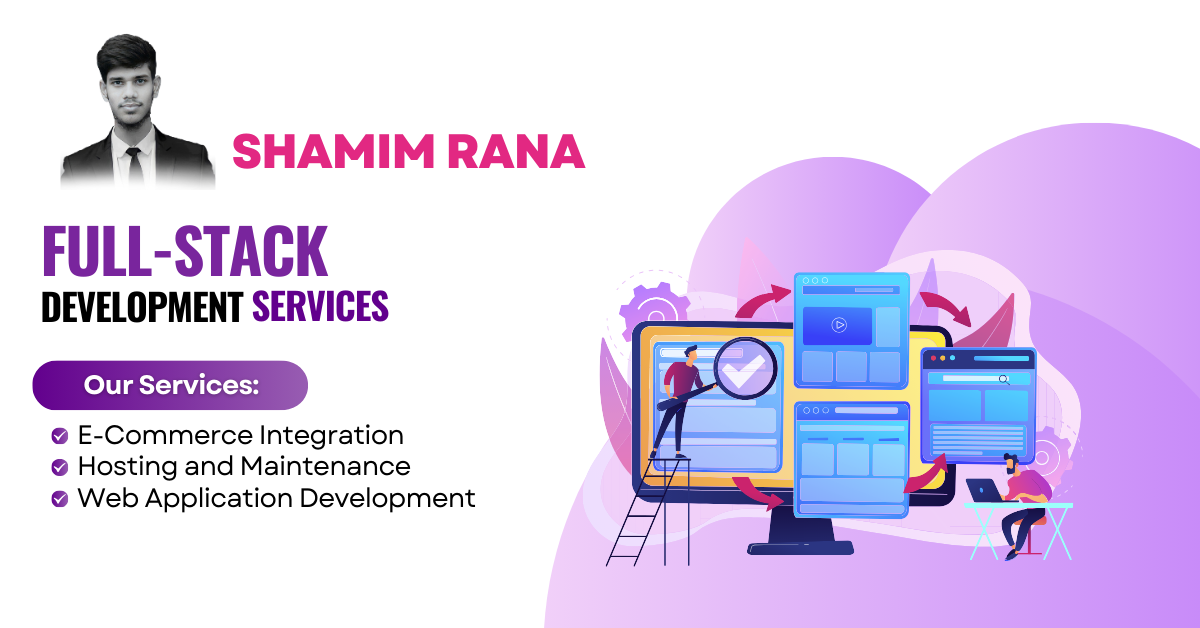 SHAMIM RANA
FULL-STACK
DEVELOPMENT SERVICES
Our Services:
E-Commerce Integration
Hosting and Maintenance
Web Application Development